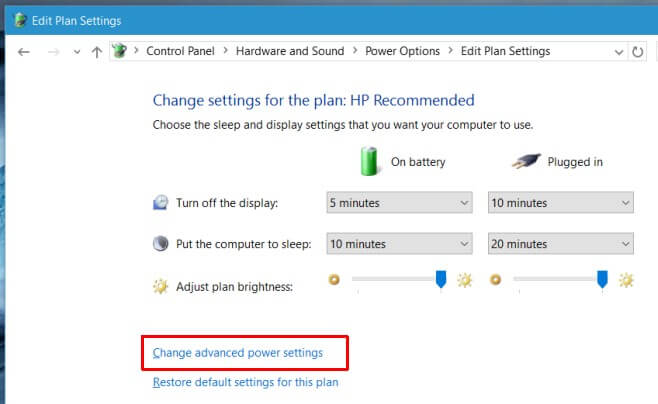 Edit Plan Settings
Control Panel > Hardware and Sound > Power Options > Edit Plan Settings
Change settings for the plan: HP Recommended
Choose the sleep and display settings that you want your computer to use.
On battery Plugged in
Turn off the display: 5 minutes 10 minutes
Put the computer to sleep: 10 minutes 20 minutes
Adjust plan brightness:
Change advanced power settings
Restore default settings for this plan